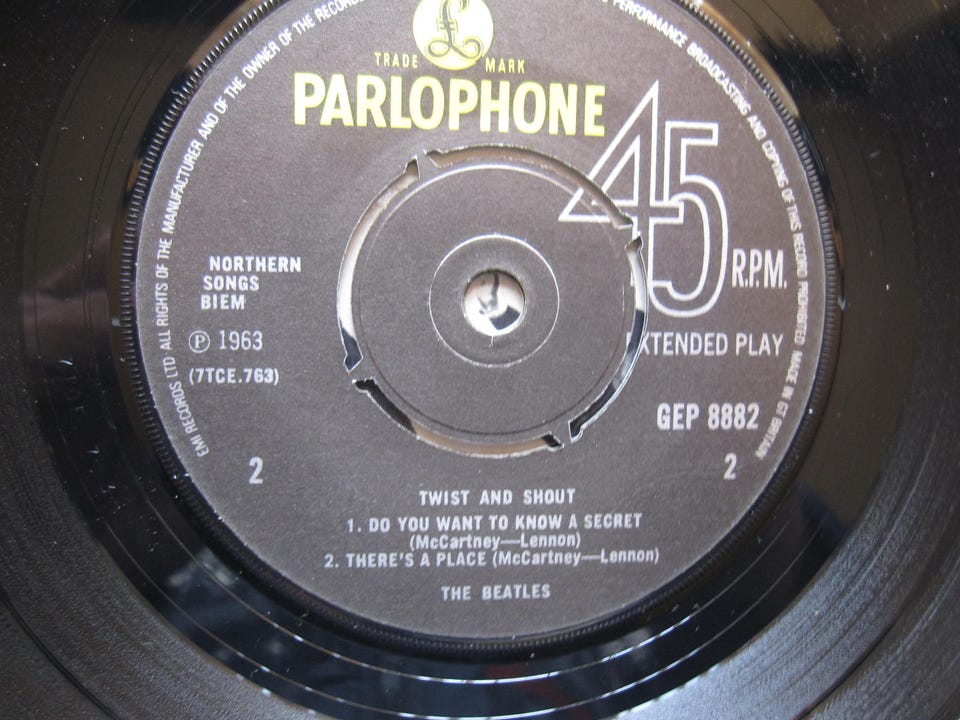 EMI RECORDS LTD · ALL RIGHTS OF THE MANUFACTURER AND OF THE OWNER OF THE RECORDED
PERFORMANCE BROADCASTING AND COPYING OF THIS RECORD PROHIBITED MADE IN GT BRITAIN
£
TRADE MARK
PARLOPHONE
45
R.P.M.
NORTHERN
SONGS
BIEM
Ⓟ 1963
(7TCE.763)
EXTENDED PLAY
GEP 8882
2
2
TWIST AND SHOUT
1. DO YOU WANT TO KNOW A SECRET
(McCartney—Lennon)
2. THERE'S A PLACE (McCartney—Lennon)
THE BEATLES